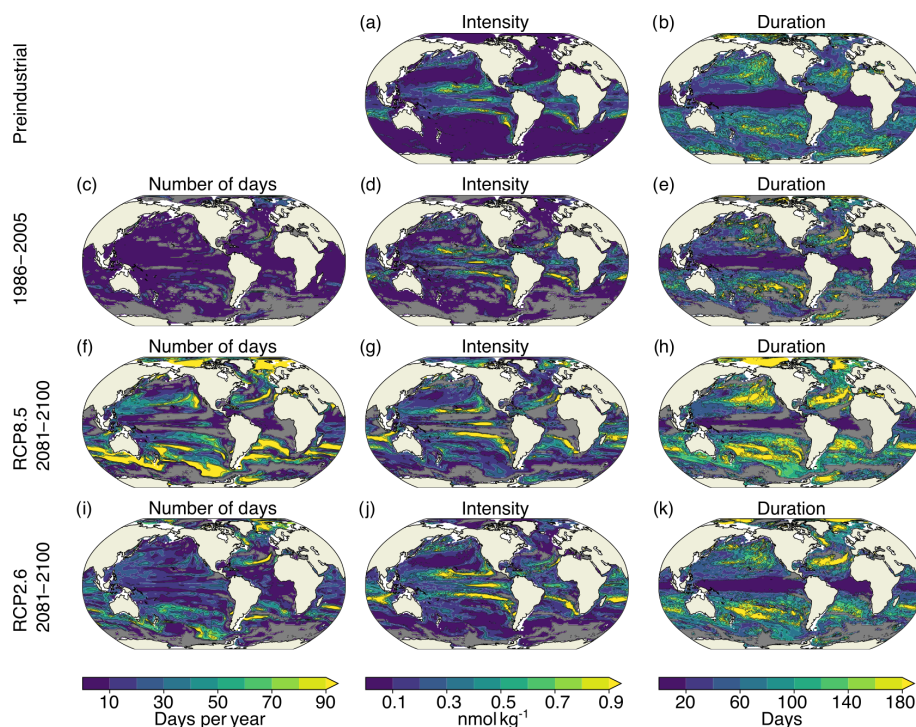 (a) Intensity
(b) Duration
Preindustrial
(c) Number of days
(d) Intensity
(e) Duration
1986−2005
(f) Number of days
(g) Intensity
(h) Duration
RCP8.5
2081−2100
(i) Number of days
(j) Intensity
(k) Duration
RCP2.6
2081−2100
10 30 50 70 90
Days per year
0.1 0.3 0.5 0.7 0.9
nmol kg⁻¹
20 60 100 140 180
Days